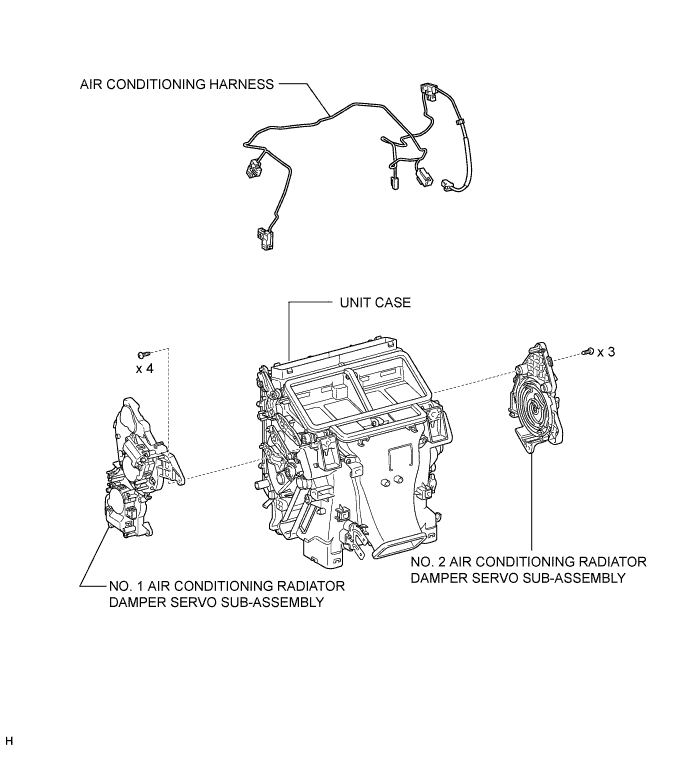 AIR CONDITIONING HARNESS
UNIT CASE
x 4
x 3
NO. 2 AIR CONDITIONING RADIATOR
DAMPER SERVO SUB-ASSEMBLY
NO. 1 AIR CONDITIONING RADIATOR
DAMPER SERVO SUB-ASSEMBLY
H